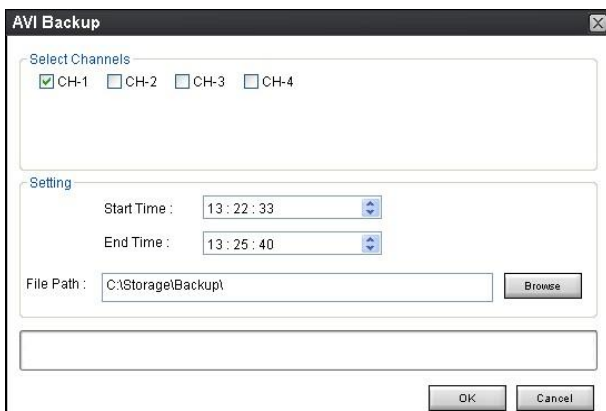 AVI Backup
Select Channels
CH-1 CH-2 CH-3 CH-4
Setting
Start Time : 13 : 22 : 33
End Time : 13 : 25 : 40
File Path : C:\Storage\Backup\ Browse
OK Cancel